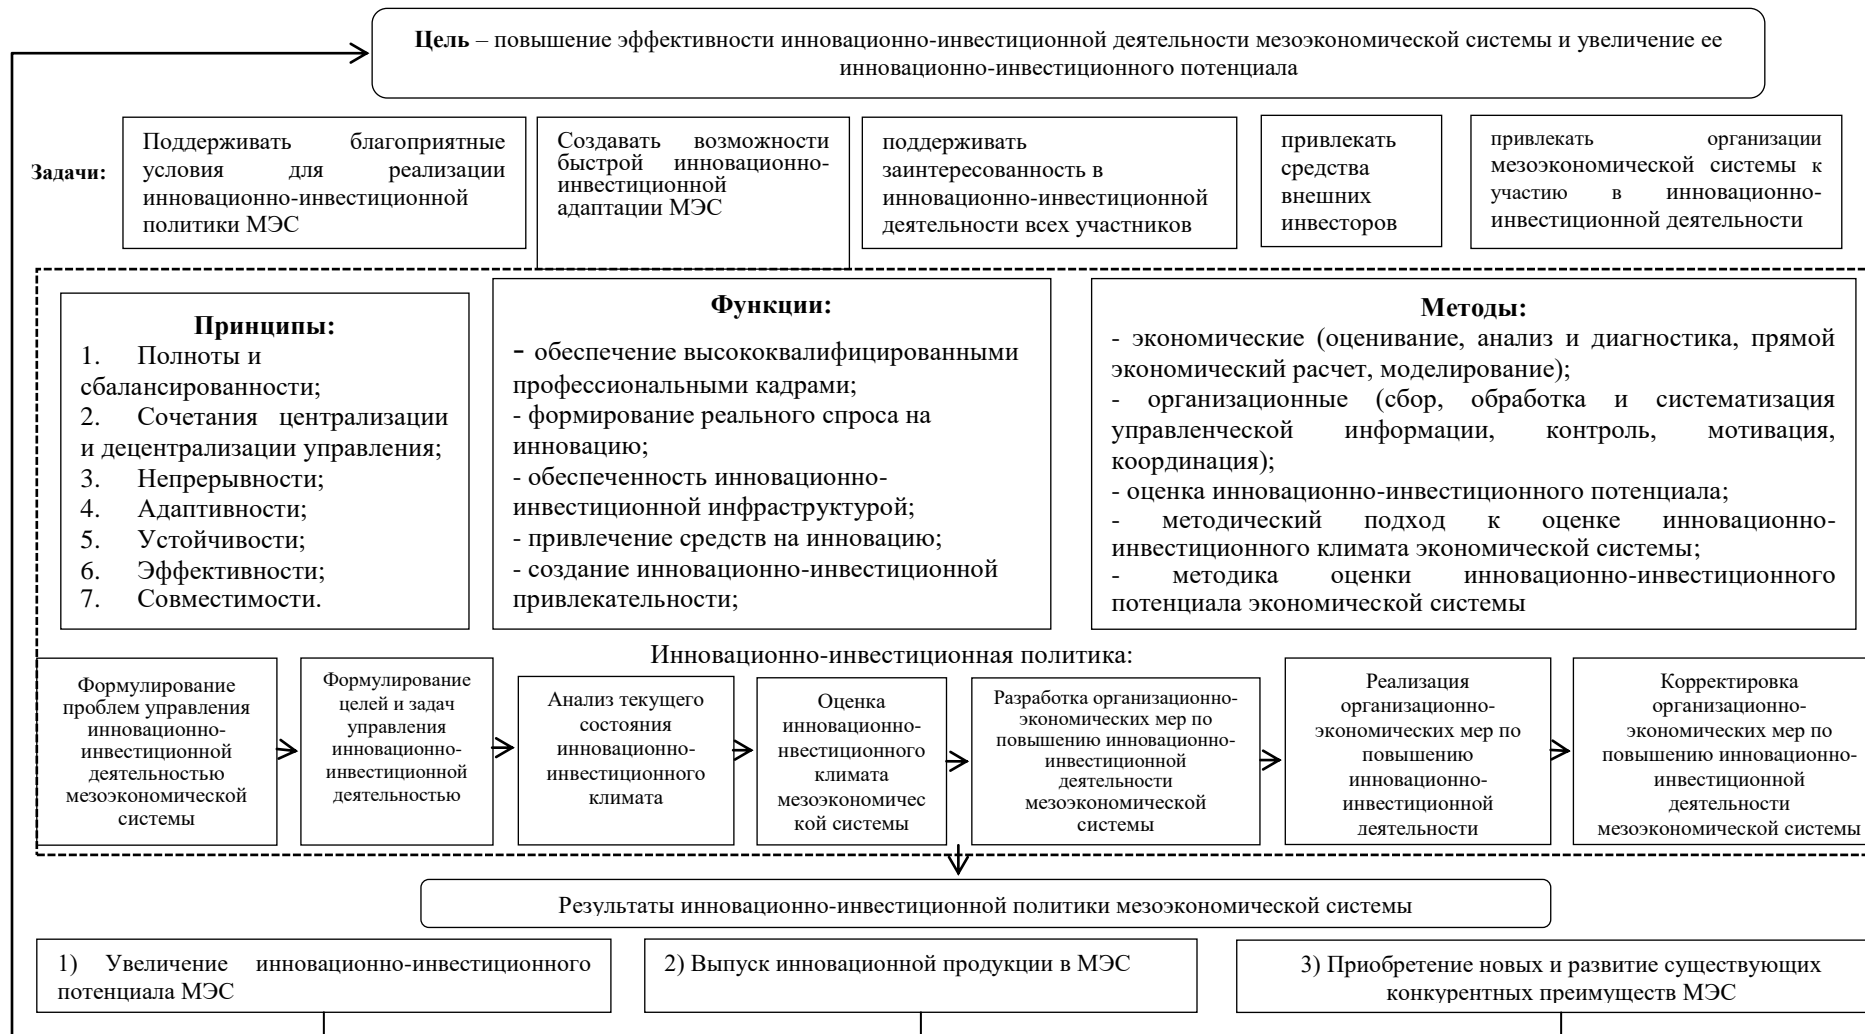 Цель – повышение эффективности инновационно-инвестиционной деятельности мезоэкономической системы и увеличение ее
инновационно-инвестиционного потенциала
Задачи:
Поддерживать благоприятные
условия для реализации
инновационно-инвестиционной
политики МЭС
Создавать возможности
быстрой инновационно-
инвестиционной
адаптации МЭС
поддерживать
заинтересованность в
инновационно-инвестиционной
деятельности всех участников
привлекать
средства
внешних
инвесторов
привлекать организации
мезоэкономической системы к
участию в инновационно-
инвестиционной деятельности
Принципы:
1. Полноты и
сбалансированности;
2. Сочетания централизации
и децентрализации управления;
3. Непрерывности;
4. Адаптивности;
5. Устойчивости;
6. Эффективности;
7. Совместимости.
Функции:
- обеспечение высококвалифицированными
профессиональными кадрами;
- формирование реального спроса на
инновацию;
- обеспеченность инновационно-
инвестиционной инфраструктурой;
- привлечение средств на инновацию;
- создание инновационно-инвестиционной
привлекательности;
Методы:
- экономические (оценивание, анализ и диагностика, прямой
экономический расчет, моделирование);
- организационные (сбор, обработка и систематизация
управленческой информации, контроль, мотивация,
координация);
- оценка инновационно-инвестиционного потенциала;
- методический подход к оценке инновационно-
инвестиционного климата экономической системы;
- методика оценки инновационно-инвестиционного
потенциала экономической системы
Инновационно-инвестиционная политика:
Формулирование
проблем управления
инновационно-
инвестиционной
деятельностью
мезоэкономической
системы
Формулирование
целей и задач
управления
инновационно-
инвестиционной
деятельностью
Анализ текущего
состояния
инновационно-
инвестиционного
климата
Оценка
инновационно-
нвестиционного
климата
мезоэкономичес
кой системы
Разработка организационно-
экономических мер по
повышению инновационно-
инвестиционной
деятельности
мезоэкономической
системы
Реализация
организационно-
экономических мер по
повышению
инновационно-
инвестиционной
деятельности
Корректировка
организационно-
экономических мер по
повышению инновационно-
инвестиционной
деятельности
мезоэкономической системы
Результаты инновационно-инвестиционной политики мезоэкономической системы
1) Увеличение инновационно-инвестиционного
потенциала МЭС
2) Выпуск инновационной продукции в МЭС
3) Приобретение новых и развитие существующих
конкурентных преимуществ МЭС